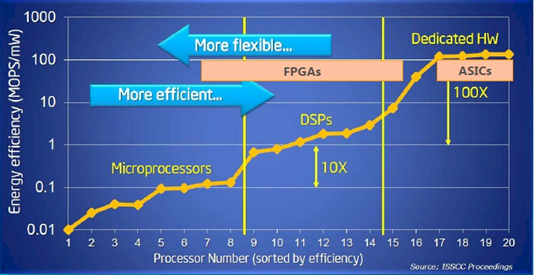 1000
100
10
1
0.1
0.01
Energy efficiency (MOPS/mW)
More flexible...
More efficient...
FPGAs
ASICs
Dedicated HW
100X
DSPs
10X
Microprocessors
1 2 3 4 5 6 7 8 9 10 11 12 13 14 15 16 17 18 19 20
Processor Number (sorted by efficiency)
Source: ISSCC Proceedings